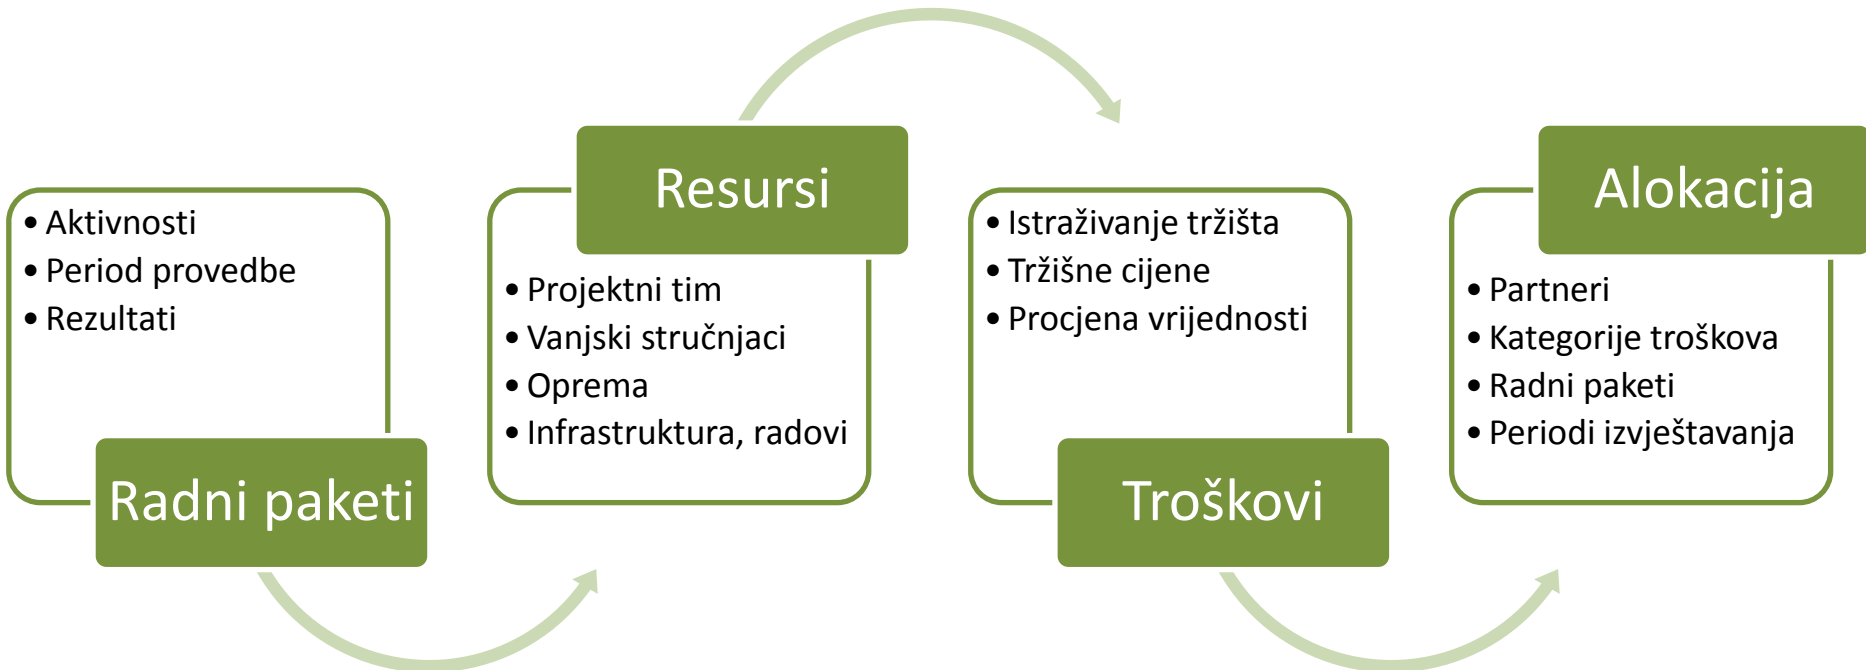 • Aktivnosti
• Period provedbe
• Rezultati
Radni paketi
Resursi
• Projektni tim
• Vanjski stručnjaci
• Oprema
• Infrastruktura, radovi
• Istraživanje tržišta
• Tržišne cijene
• Procjena vrijednosti
Troškovi
Alokacija
• Partneri
• Kategorije troškova
• Radni paketi
• Periodi izvještavanja